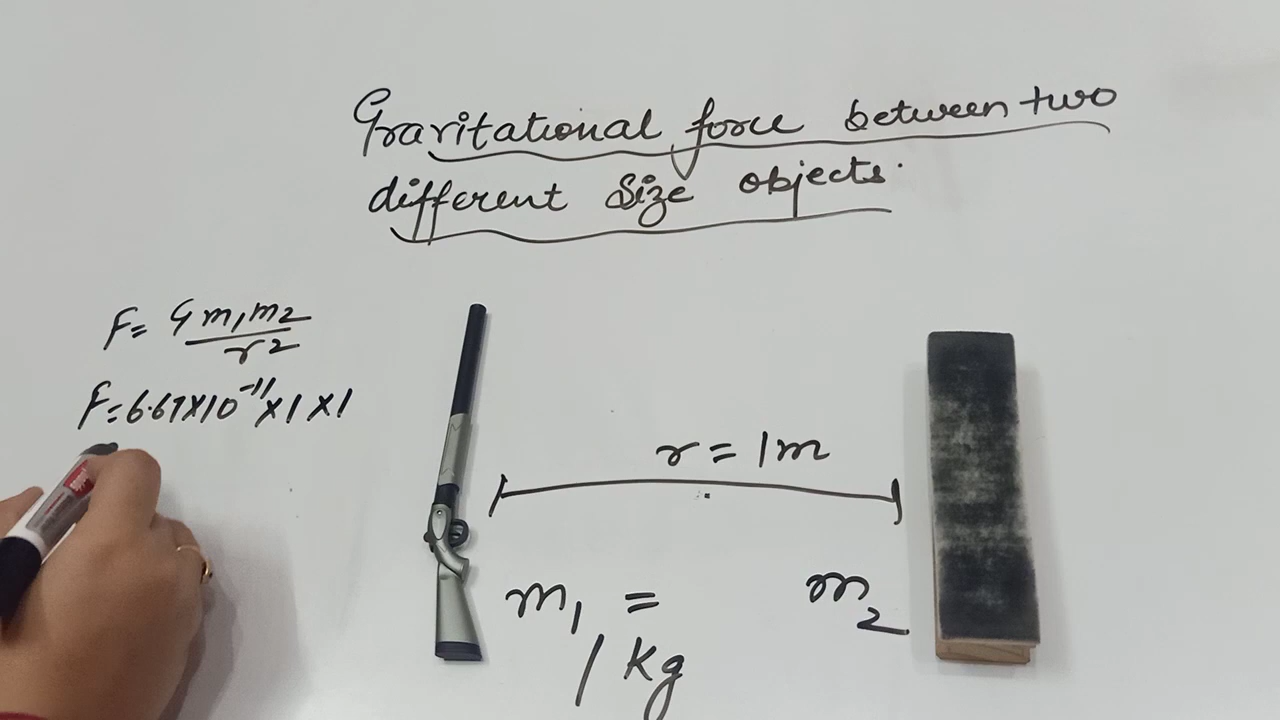 Gravitational force between two
different size objects.
F = G m₁m₂
r²
F = 6.67×10⁻¹¹×1×1
r = 1m
m₁ =
1 kg
m₂